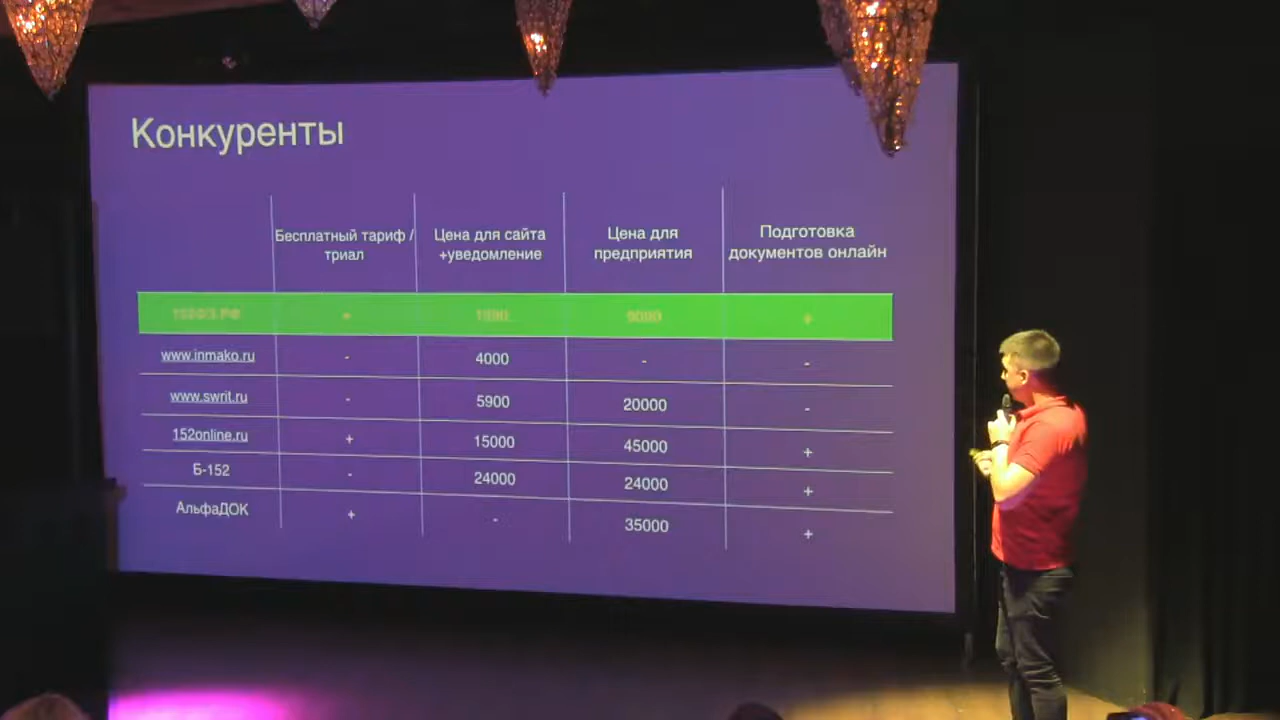 Конкуренты
Бесплатный тариф / Цена для сайта Цена для Подготовка
триал +уведомление предприятия документов онлайн
+
www.inmako.ru - 4000 - -
www.swrit.ru - 5900 20000 -
152online.ru + 15000 45000 +
Б-152 - 24000 24000 +
АльфаДОК + - 35000 +